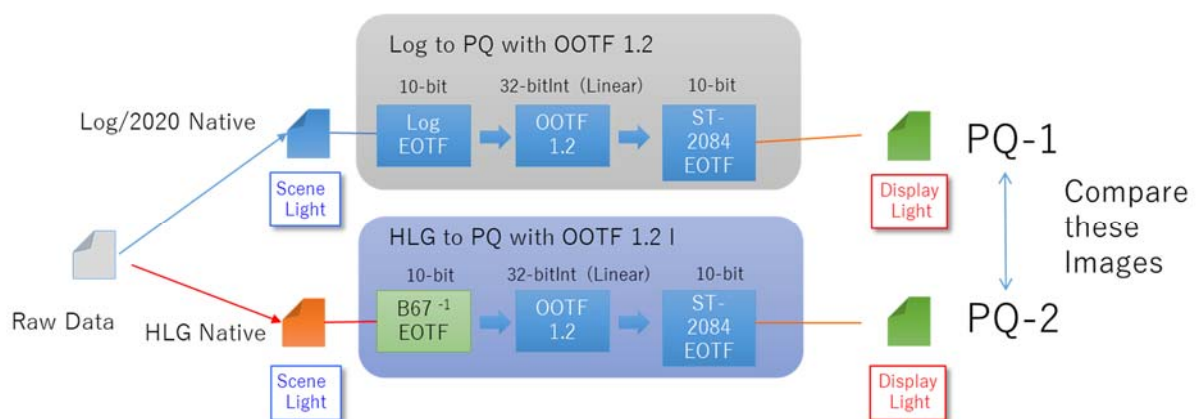 Log to PQ with OOTF 1.2
10-bit
32-bitInt (Linear)
10-bit
Log/2020 Native
Log
EOTF
OOTF
1.2
ST-
2084
EOTF
PQ-1
Scene
Light
Display
Light
Compare
these
Images
HLG to PQ with OOTF 1.2 l
10-bit
32-bitInt (Linear)
10-bit
Raw Data
HLG Native
B67 -1
EOTF
OOTF
1.2
ST-
2084
EOTF
PQ-2
Scene
Light
Display
Light